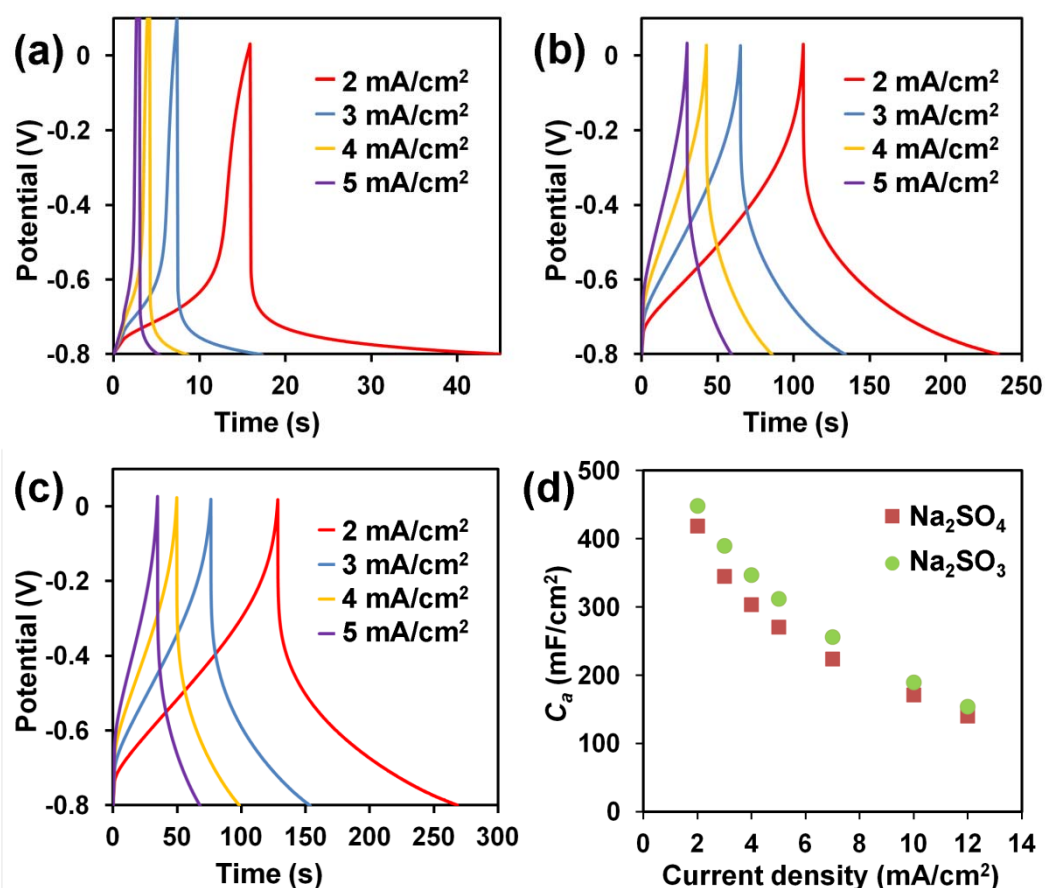 (a)
0
-0.2
-0.4
-0.6
-0.8
Potential (V)
2 mA/cm²
3 mA/cm²
4 mA/cm²
5 mA/cm²
0 10 20 30 40
Time (s)
(b)
0
-0.2
-0.4
-0.6
-0.8
Potential (V)
2 mA/cm²
3 mA/cm²
4 mA/cm²
5 mA/cm²
0 50 100 150 200 250
Time (s)
(c)
0
-0.2
-0.4
-0.6
-0.8
Potential (V)
2 mA/cm²
3 mA/cm²
4 mA/cm²
5 mA/cm²
0 50 100 150 200 250 300
Time (s)
(d)
500
400
300
200
100
0
Cₐ (mF/cm²)
Na₂SO₄
Na₂SO₃
0 2 4 6 8 10 12 14
Current density (mA/cm²)